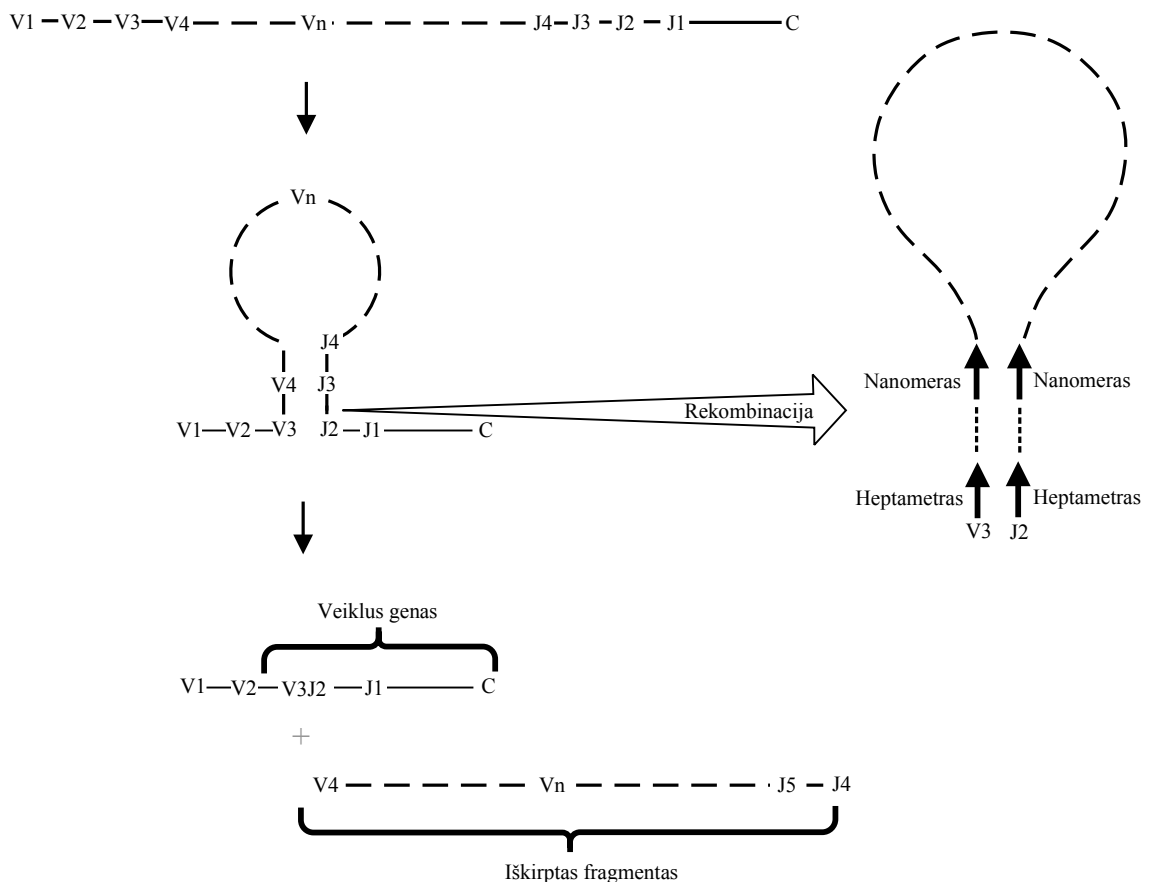 V1 V2 V3 V4 Vn J4 J3 J2 J1 C
Vn
J4
V4 J3
V1 V2 V3 J2 J1 C
Rekombinacija
Nanomeras Nanomeras
Heptametras Heptametras
V3 J2
Veiklus genas
V1 V2 V3J2 J1 C
+
V4 Vn J5 J4
Iškirptas fragmentas